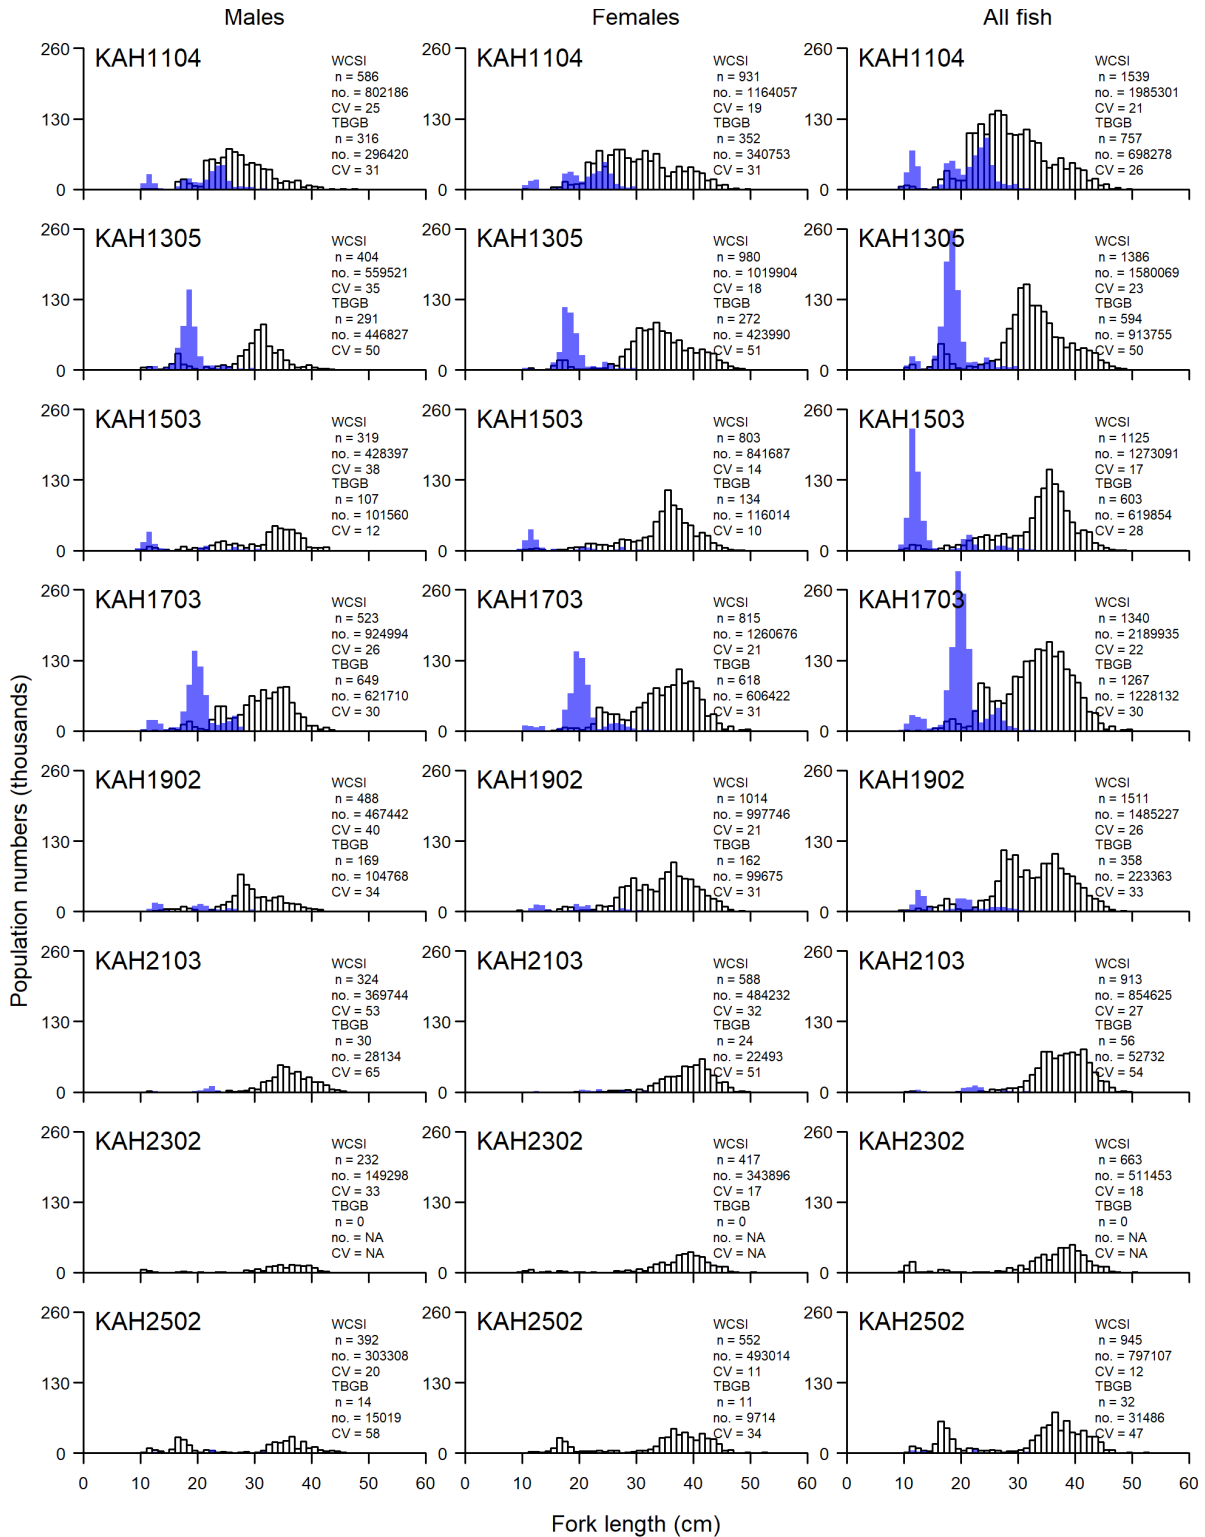 Males Females All fish
KAH1104 KAH1104 KAH1104
WCSI WCSI WCSI
n = 586 n = 931 n = 1539
no. = 802186 no. = 1164057 no. = 1985301
CV = 25 CV = 19 CV = 21
TBGB TBGB TBGB
n = 316 n = 352 n = 757
no. = 296420 no. = 340753 no. = 698278
CV = 31 CV = 31 CV = 26
260 260 260
130 130 130
0 0 0
KAH1305 KAH1305 KAH1305
WCSI WCSI WCSI
n = 404 n = 980 n = 1386
no. = 559521 no. = 1019904 no. = 1580069
CV = 35 CV = 18 CV = 23
TBGB TBGB TBGB
n = 291 n = 272 n = 594
no. = 446827 no. = 423990 no. = 913755
CV = 50 CV = 51 CV = 50
260 260 260
130 130 130
0 0 0
KAH1503 KAH1503 KAH1503
WCSI WCSI WCSI
n = 319 n = 803 n = 1125
no. = 428397 no. = 841687 no. = 1273091
CV = 38 CV = 14 CV = 17
TBGB TBGB TBGB
n = 107 n = 134 n = 603
no. = 101560 no. = 116014 no. = 619854
CV = 12 CV = 10 CV = 28
260 260 260
130 130 130
0 0 0
KAH1703 KAH1703 KAH1703
WCSI WCSI WCSI
n = 523 n = 815 n = 1340
no. = 924994 no. = 1260676 no. = 2189935
CV = 26 CV = 21 CV = 22
TBGB TBGB TBGB
n = 649 n = 618 n = 1267
no. = 621710 no. = 606422 no. = 1228132
CV = 30 CV = 31 CV = 30
260 260 260
130 130 130
0 0 0
Population numbers (thousands)
KAH1902 KAH1902 KAH1902
WCSI WCSI WCSI
n = 488 n = 1014 n = 1511
no. = 467442 no. = 997746 no. = 1485227
CV = 40 CV = 21 CV = 26
TBGB TBGB TBGB
n = 169 n = 162 n = 358
no. = 104768 no. = 99675 no. = 223363
CV = 34 CV = 31 CV = 33
260 260 260
130 130 130
0 0 0
KAH2103 KAH2103 KAH2103
WCSI WCSI WCSI
n = 324 n = 588 n = 913
no. = 369744 no. = 484232 no. = 854625
CV = 53 CV = 32 CV = 27
TBGB TBGB TBGB
n = 30 n = 24 n = 56
no. = 28134 no. = 22493 no. = 52732
CV = 65 CV = 51 CV = 54
260 260 260
130 130 130
0 0 0
KAH2302 KAH2302 KAH2302
WCSI WCSI WCSI
n = 232 n = 417 n = 663
no. = 149298 no. = 343896 no. = 511453
CV = 33 CV = 17 CV = 18
TBGB TBGB TBGB
n = 0 n = 0 n = 0
no. = NA no. = NA no. = NA
CV = NA CV = NA CV = NA
260 260 260
130 130 130
0 0 0
KAH2502 KAH2502 KAH2502
WCSI WCSI WCSI
n = 392 n = 552 n = 945
no. = 303308 no. = 493014 no. = 797107
CV = 20 CV = 11 CV = 12
TBGB TBGB TBGB
n = 14 n = 11 n = 32
no. = 15019 no. = 9714 no. = 31486
CV = 58 CV = 34 CV = 47
260 260 260
130 130 130
0 0 0
0 10 20 30 40 50 60 0 10 20 30 40 50 60 0 10 20 30 40 50 60
Fork length (cm)